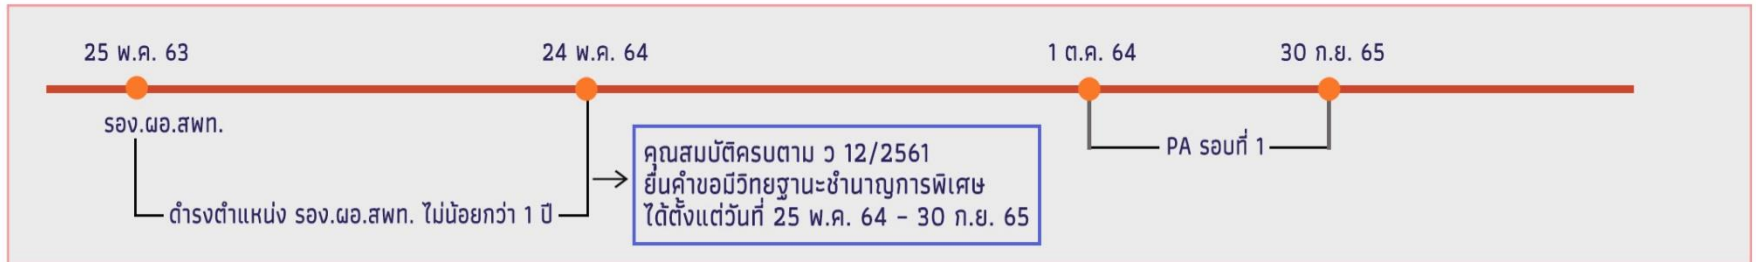 25 พ.ค. 63
24 พ.ค. 64
1 ต.ค. 64
30 ก.ย. 65
รอง.ผอ.สพท.
ดำรงตำแหน่ง รอง.ผอ.สพท. ไม่น้อยกว่า 1 ปี
คุณสมบัติครบตาม ว 12/2561
ยื่นคำขอมีวิทยฐานะชำนาญการพิเศษ
ได้ตั้งแต่วันที่ 25 พ.ค. 64 – 30 ก.ย. 65
PA รอบที่ 1